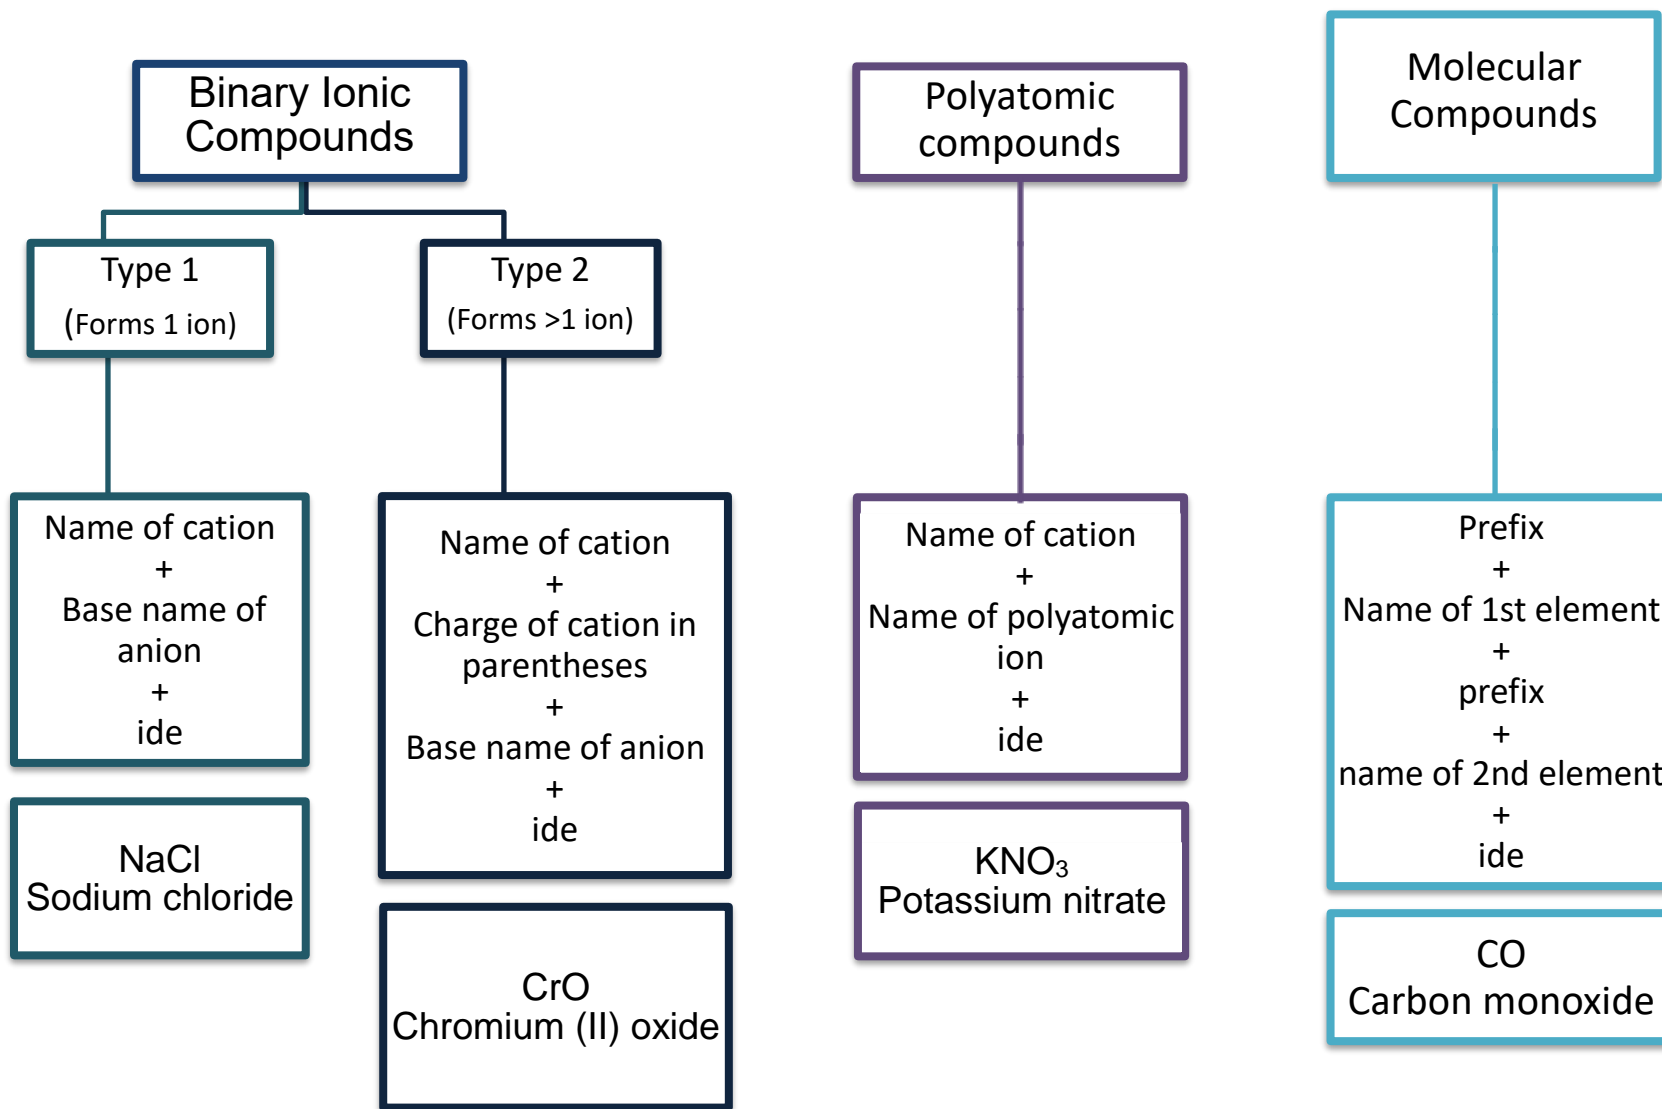 Binary Ionic
Compounds
Type 1
(Forms 1 ion)
Name of cation
+
Base name of
anion
+
ide
NaCl
Sodium chloride
Type 2
(Forms >1 ion)
Name of cation
+
Charge of cation in
parentheses
+
Base name of anion
+
ide
CrO
Chromium (II) oxide
Polyatomic
compounds
Name of cation
+
Name of polyatomic
ion
+
ide
KNO₃
Potassium nitrate
Molecular
Compounds
Prefix
+
Name of 1st element
+
prefix
+
name of 2nd element
+
ide
CO
Carbon monoxide